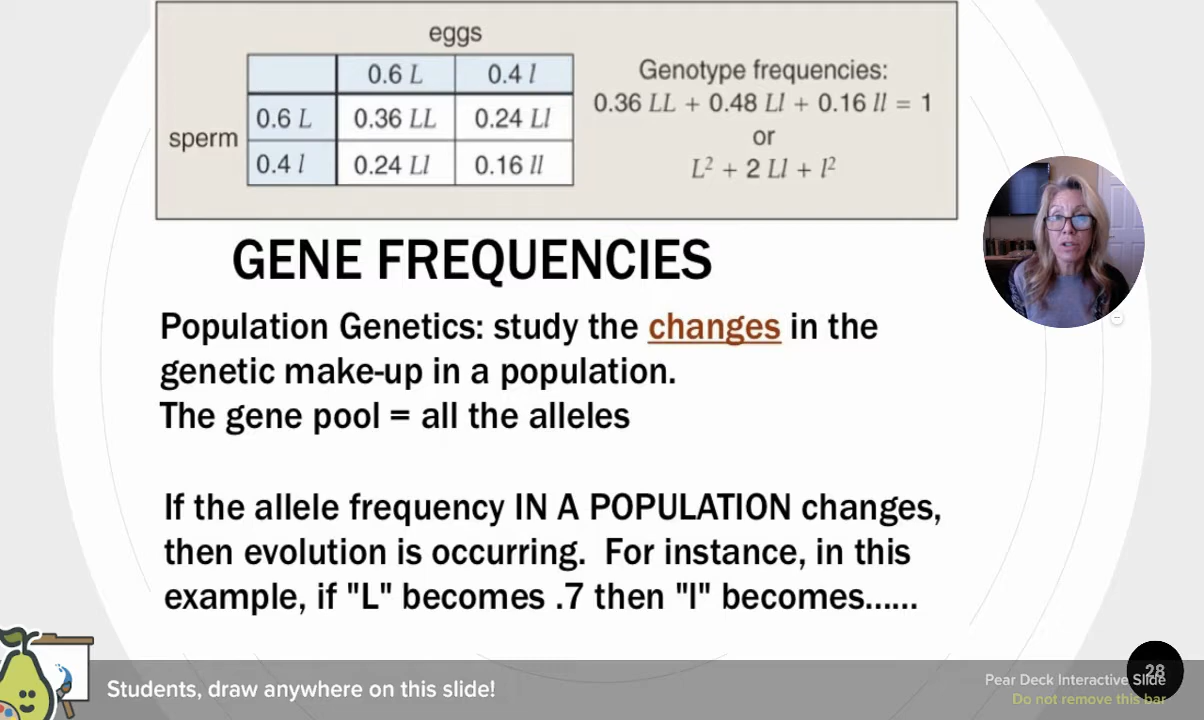 eggs
0.6 L 0.4 l
sperm 0.6 L 0.36 LL 0.24 Ll
0.4 l 0.24 Ll 0.16 ll
Genotype frequencies:
0.36 LL + 0.48 Ll + 0.16 ll = 1
or
L² + 2 Ll + l²
GENE FREQUENCIES
Population Genetics: study the changes in the
genetic make-up in a population.
The gene pool = all the alleles
If the allele frequency IN A POPULATION changes,
then evolution is occurring. For instance, in this
example, if "L" becomes .7 then "l" becomes......
Students, draw anywhere on this slide!
28
Pear Deck Interactive Slide
Do not remove this bar